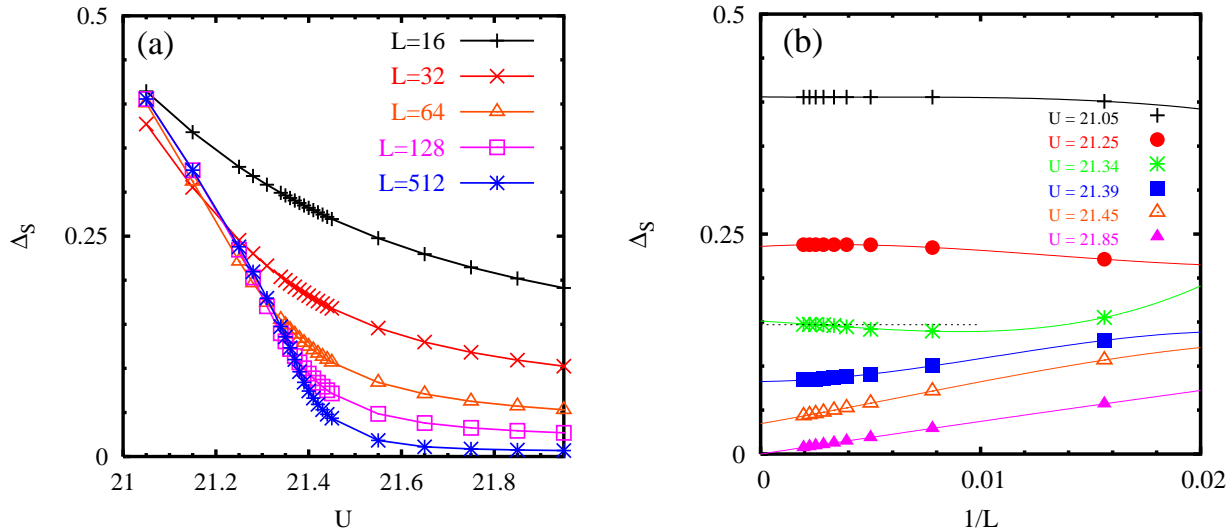 (a)
0.5
0.25
0
ΔS
L=16
L=32
L=64
L=128
L=512
21
21.2
21.4
21.6
21.8
U
(b)
0.5
0.25
0
ΔS
U = 21.05
U = 21.25
U = 21.34
U = 21.39
U = 21.45
U = 21.85
0
0.01
0.02
1/L